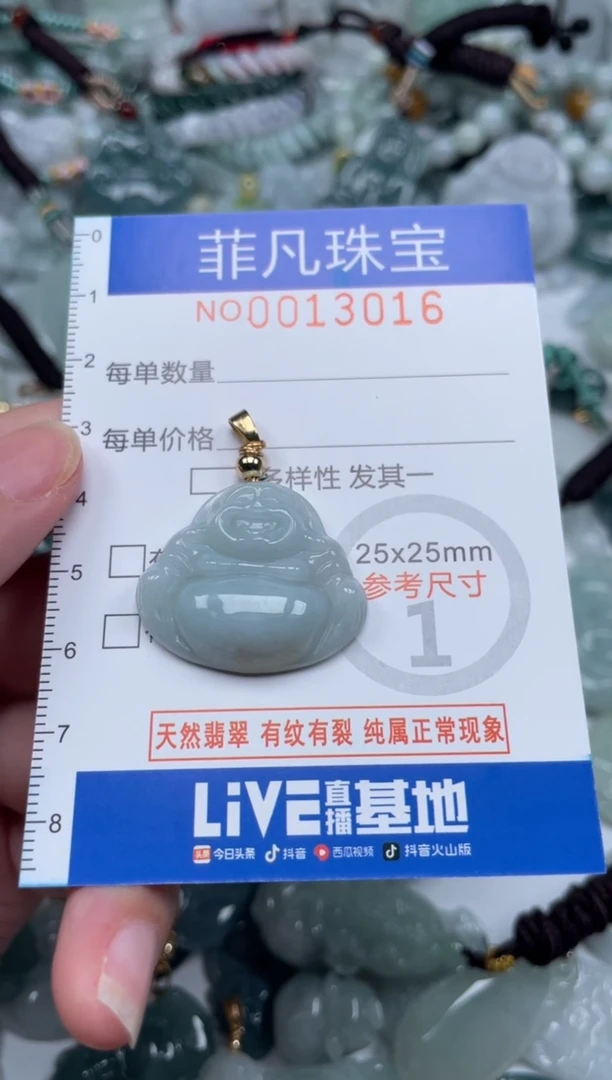 0
菲凡珠宝
1
NO0013016
2
每单数量
3
每单价格
多样性 发其一
4
25x25mm
5
参考尺寸
1
6
天然翡翠 有纹有裂 纯属正常现象
7
LiVE直播基地
8
头条 今日头条 抖音 西瓜视频 抖音火山版